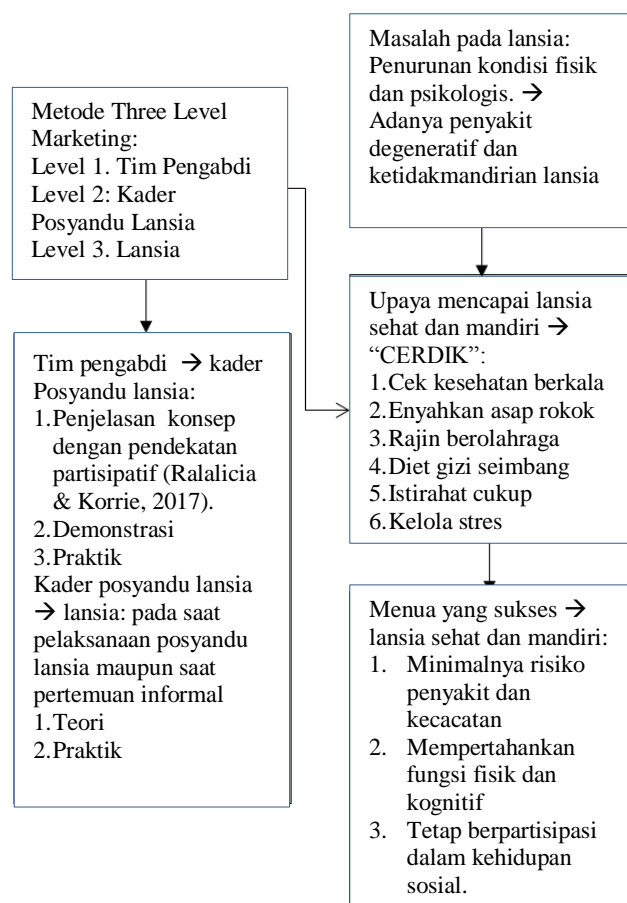 Metode Three Level
Marketing:
Level 1. Tim Pengabdi
Level 2: Kader
Posyandu Lansia
Level 3. Lansia
Tim pengabdi → kader
Posyandu lansia:
1.Penjelasan konsep
dengan pendekatan
partisipatif (Ralalicia
& Korrie, 2017).
2.Demonstrasi
3.Praktik
Kader posyandu lansia
→ lansia: pada saat
pelaksanaan posyandu
lansia maupun saat
pertemuan informal
1.Teori
2.Praktik
Masalah pada lansia:
Penurunan kondisi fisik
dan psikologis. →
Adanya penyakit
degeneratif dan
ketidakmandirian lansia
Upaya mencapai lansia
sehat dan mandiri →
“CERDIK”:
1.Cek kesehatan berkala
2.Enyahkan asap rokok
3.Rajin berolahraga
4.Diet gizi seimbang
5.Istirahat cukup
6.Kelola stres
Menua yang sukses →
lansia sehat dan mandiri:
1. Minimalnya risiko
penyakit dan
kecacatan
2. Mempertahankan
fungsi fisik dan
kognitif
3. Tetap berpartisipasi
dalam kehidupan
sosial.